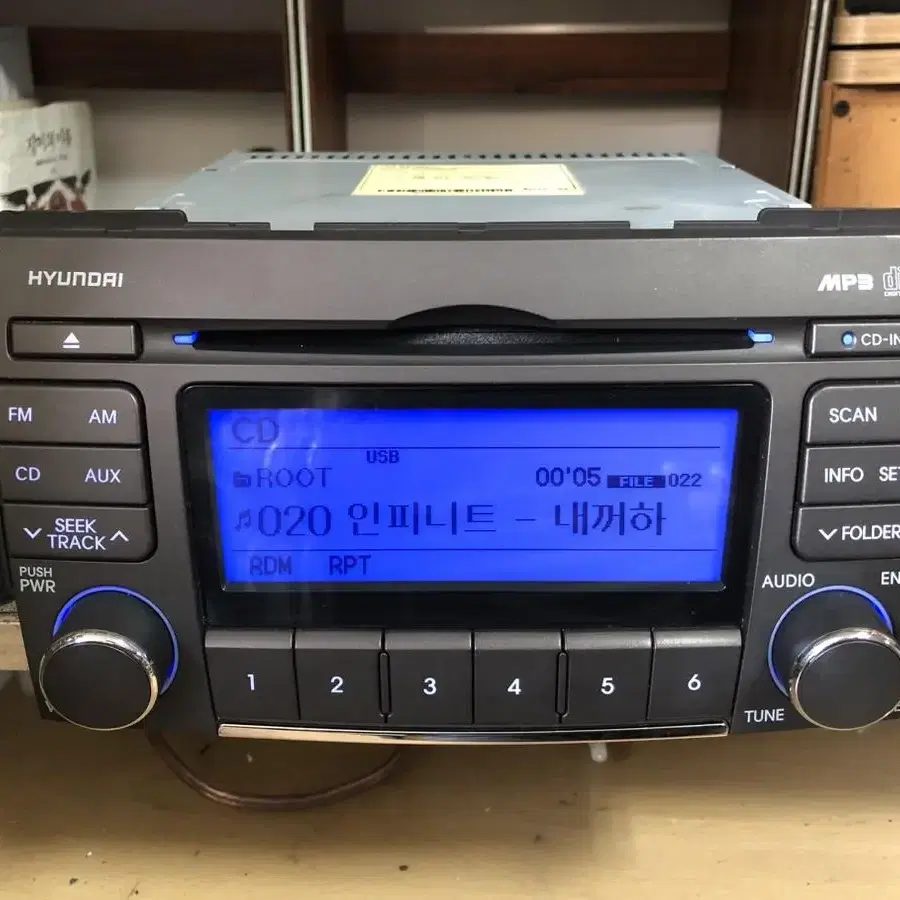 HYUNDAI
MP3
CD-IN
FM
AM
CD
AUX
SEEK
TRACK
PUSH
PWR
CD
USB
ROOT
00'05 FILE 022
020 인피니트 - 내꺼하
RDM RPT
SCAN
INFO
SET
FOLDER
AUDIO
EN
TUNE
1 2 3 4 5 6